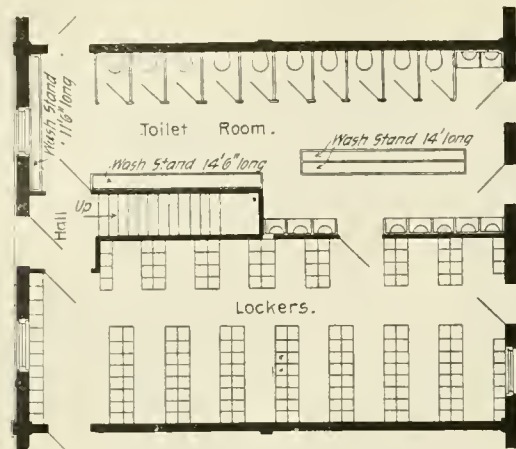 Wash Stand
11'6" long
Toilet Room.
Wash Stand 14' long
Wash Stand 14'6" long
Up
Hall
Lockers.